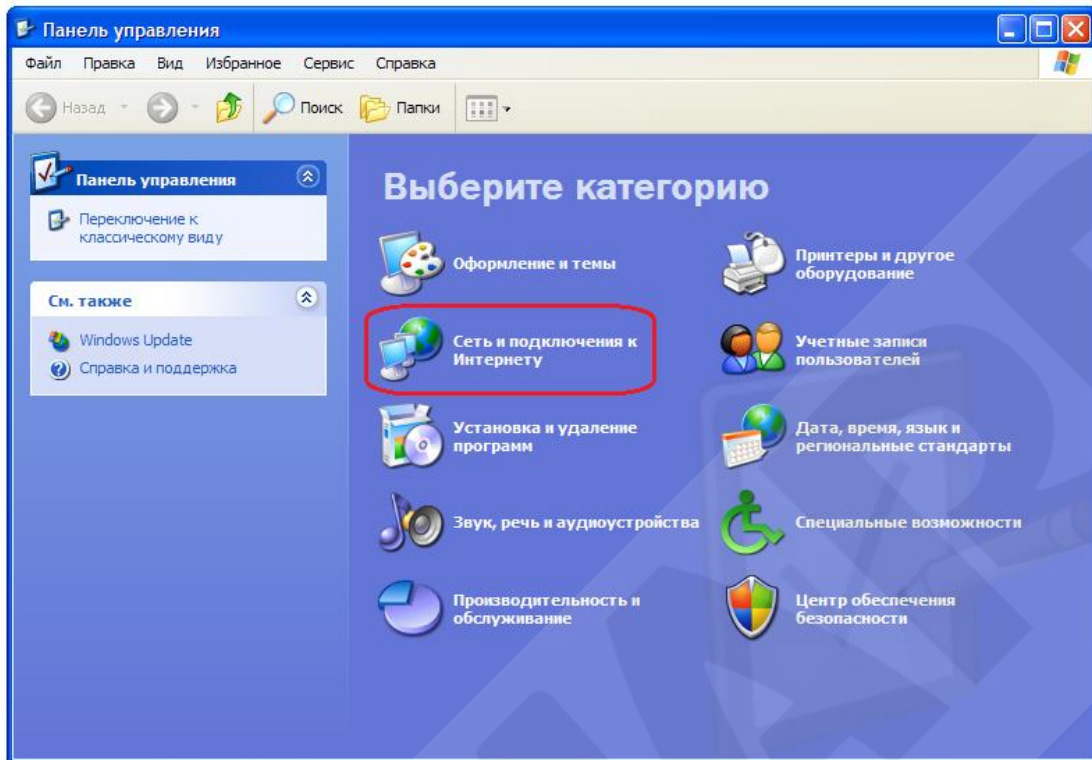 Панель управления
Файл Правка Вид Избранное Сервис Справка
Назад Поиск Папки
Панель управления
Переключение к
классическому виду
См. также
Windows Update
Справка и поддержка
Выберите категорию
Оформление и темы
Принтеры и другое
оборудование
Сеть и подключения к
Интернету
Учетные записи
пользователей
Установка и удаление
программ
Дата, время, язык и
региональные стандарты
Звук, речь и аудиоустройства
Специальные возможности
Производительность и
обслуживание
Центр обеспечения
безопасности